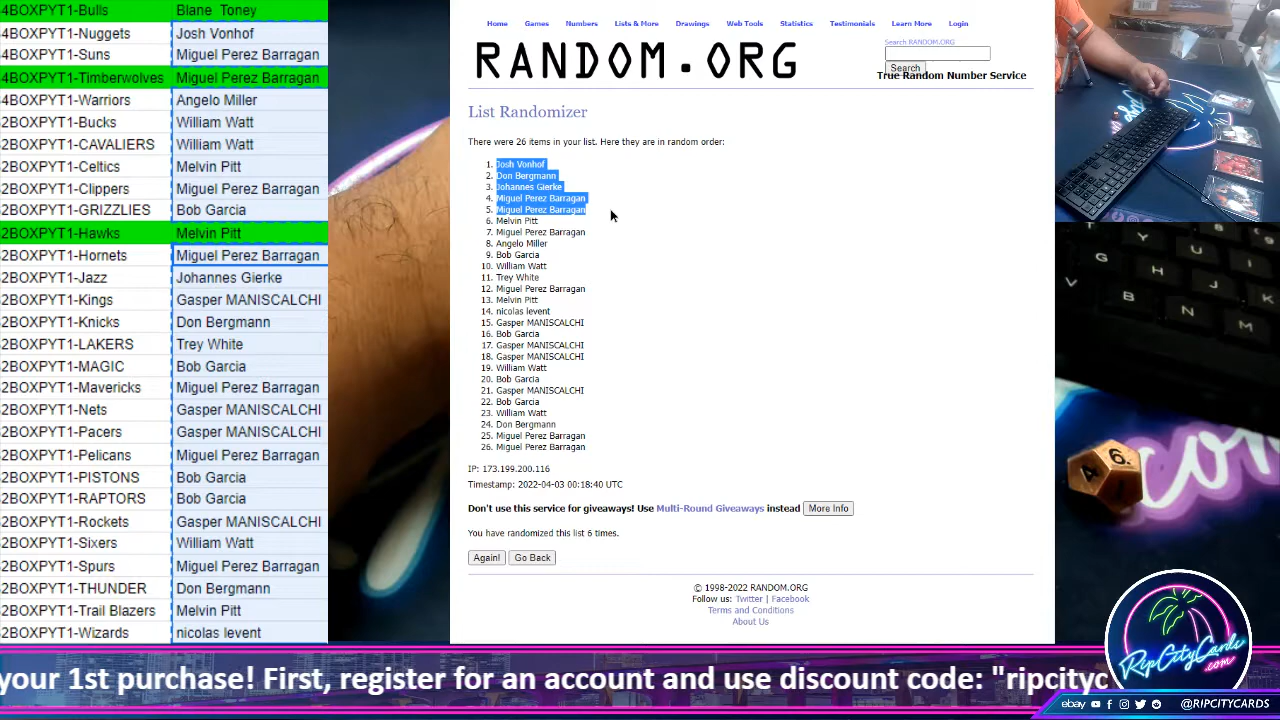 4BOXPYT1-Bulls Blane Toney
4BOXPYT1-Nuggets Josh Vonhof
4BOXPYT1-Suns Miguel Perez Barragan
4BOXPYT1-Timberwolves Miguel Perez Barragan
4BOXPYT1-Warriors Angelo Miller
2BOXPYT1-Bucks William Watt
2BOXPYT1-CAVALIERS William Watt
2BOXPYT1-Celtics Melvin Pitt
2BOXPYT1-Clippers Miguel Perez Barragan
2BOXPYT1-GRIZZLIES Bob Garcia
2BOXPYT1-Hawks Melvin Pitt
2BOXPYT1-Hornets Miguel Perez Barragan
2BOXPYT1-Jazz Johannes Gierke
2BOXPYT1-Kings Gasper MANISCALCHI
2BOXPYT1-Knicks Don Bergmann
2BOXPYT1-LAKERS Trey White
2BOXPYT1-MAGIC Bob Garcia
2BOXPYT1-Mavericks Miguel Perez Barragan
2BOXPYT1-Nets Gasper MANISCALCHI
2BOXPYT1-Pacers Gasper MANISCALCHI
2BOXPYT1-Pelicans Miguel Perez Barragan
2BOXPYT1-PISTONS Bob Garcia
2BOXPYT1-RAPTORS Bob Garcia
2BOXPYT1-Rockets Gasper MANISCALCHI
2BOXPYT1-Sixers William Watt
2BOXPYT1-Spurs Miguel Perez Barragan
2BOXPYT1-THUNDER Don Bergmann
2BOXPYT1-Trail Blazers Melvin Pitt
2BOXPYT1-Wizards nicolas levent
Home Games Numbers Lists & More Drawings Web Tools Statistics Testimonials Learn More Login
RANDOM.ORG
Search RANDOM.ORG
Search
True Random Number Service
List Randomizer
There were 26 items in your list. Here they are in random order:
1. Josh Vonhof
2. Don Bergmann
3. Johannes Gierke
4. Miguel Perez Barragan
5. Miguel Perez Barragan
6. Melvin Pitt
7. Miguel Perez Barragan
8. Angelo Miller
9. Bob Garcia
10. William Watt
11. Trey White
12. Miguel Perez Barragan
13. Melvin Pitt
14. nicolas levent
15. Gasper MANISCALCHI
16. Bob Garcia
17. Gasper MANISCALCHI
18. Gasper MANISCALCHI
19. William Watt
20. Bob Garcia
21. Gasper MANISCALCHI
22. Bob Garcia
23. William Watt
24. Don Bergmann
25. Miguel Perez Barragan
26. Miguel Perez Barragan
IP: 173.199.200.116
Timestamp: 2022-04-03 00:18:40 UTC
Don't use this service for giveaways! Use Multi-Round Giveaways instead More Info
You have randomized this list 6 times.
Again! Go Back
© 1998-2022 RANDOM.ORG
Follow us: Twitter | Facebook
Terms and Conditions
About Us
T Y U
G H
V J
B K
N M
4 6.
RipCityCards
.com
your 1st purchase! First, register for an account and use discount code: "ripcityc
ebay @RIPCITYCARDS